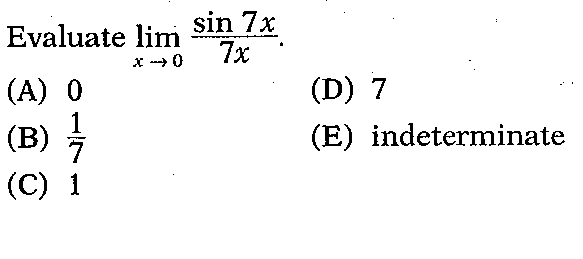 Evaluate lim x → 0 sin 7x / 7x.
(A) 0
(B) 1/7
(C) 1
(D) 7
(E) indeterminate